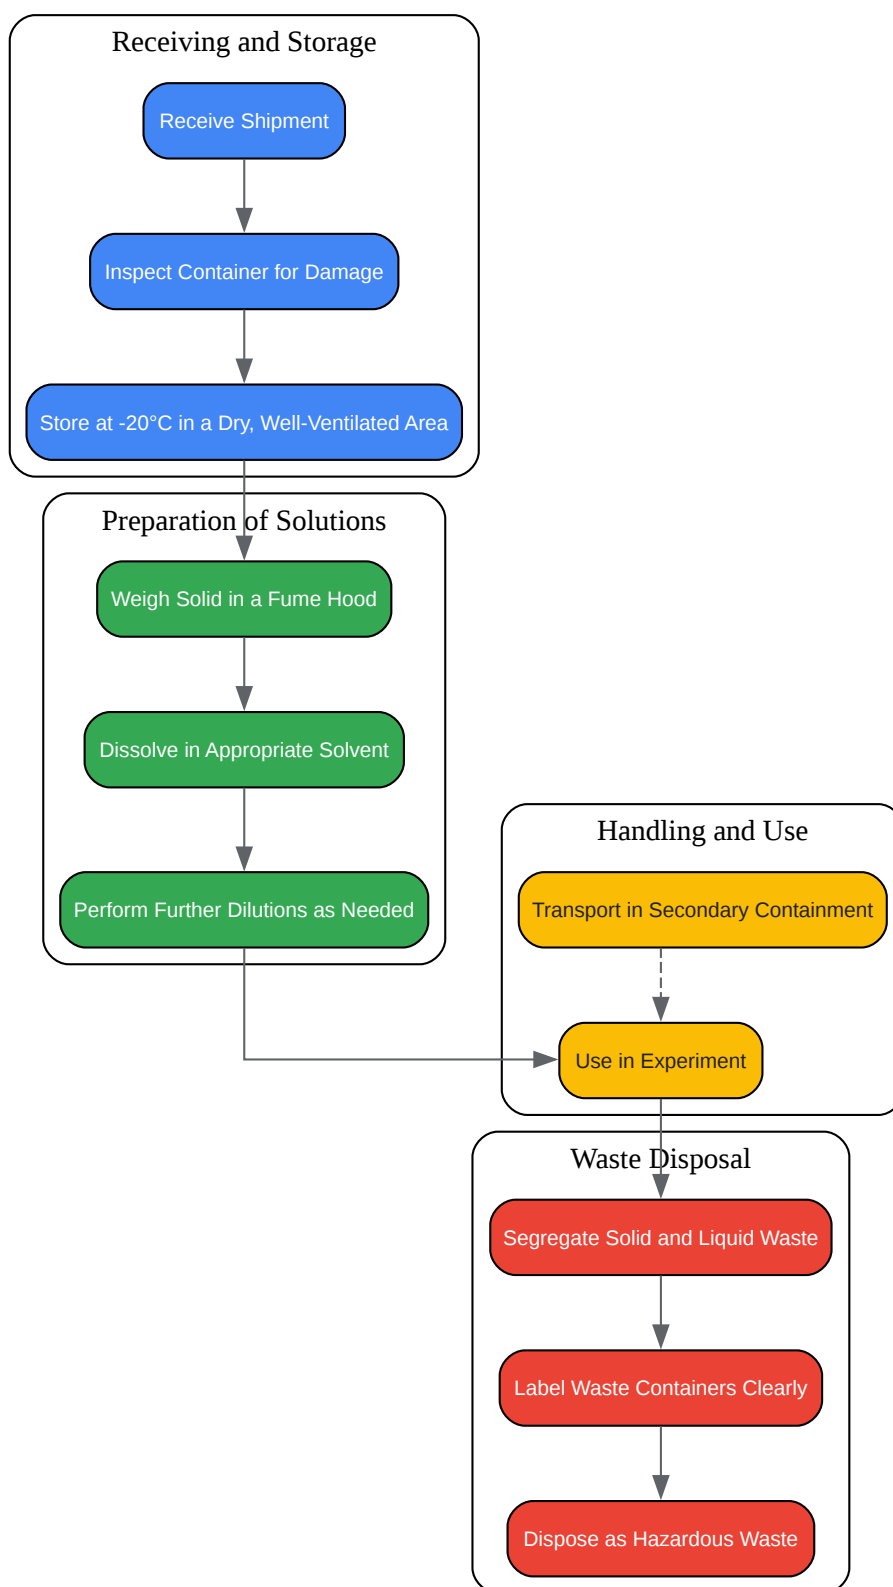 Receiving and Storage
Receive Shipment
Inspect Container for Damage
Store at -20°C in a Dry, Well-Ventilated Area
Preparation of Solutions
Weigh Solid in a Fume Hood
Dissolve in Appropriate Solvent
Perform Further Dilutions as Needed
Handling and Use
Transport in Secondary Containment
Use in Experiment
Waste Disposal
Segregate Solid and Liquid Waste
Label Waste Containers Clearly
Dispose as Hazardous Waste